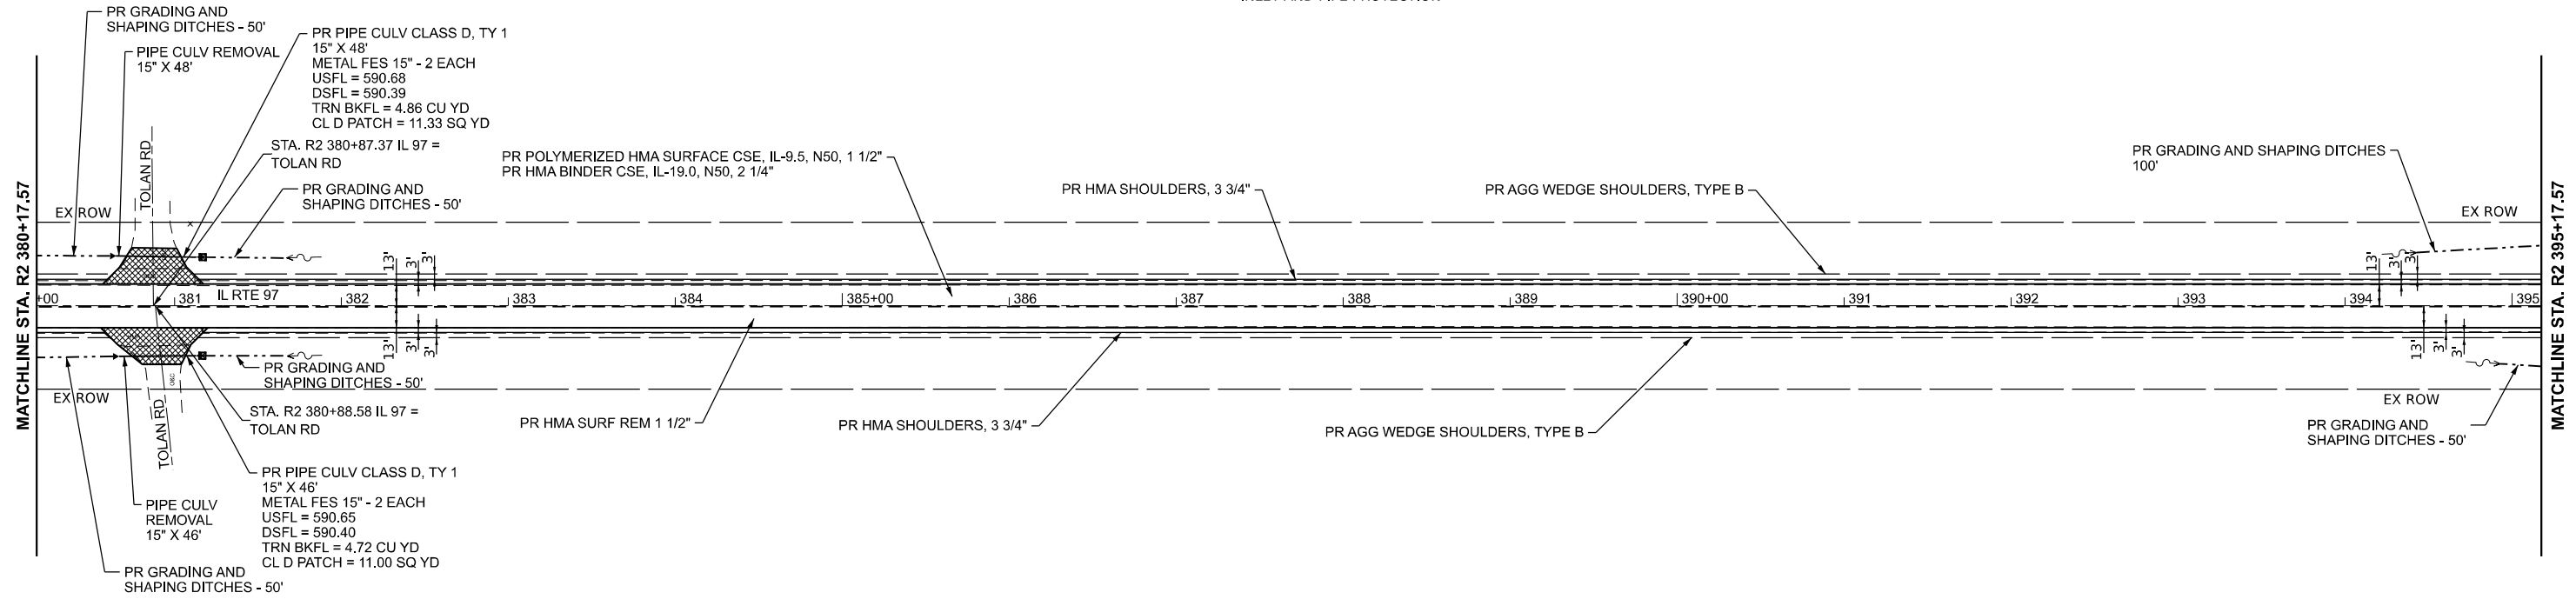 PR GRADING AND
SHAPING DITCHES - 50'
PIPE CULV REMOVAL
15" X 48'
PR PIPE CULV CLASS D, TY 1
15" X 48'
METAL FES 15" - 2 EACH
USFL = 590.68
DSFL = 590.39
TRN BKFL = 4.86 CU YD
CL D PATCH = 11.33 SQ YD
STA. R2 380+87.37 IL 97 =
TOLAN RD
PR GRADING AND
SHAPING DITCHES - 50'
PR POLYMERIZED HMA SURFACE CSE, IL-9.5, N50, 1 1/2"
PR HMA BINDER CSE, IL-19.0, N50, 2 1/4"
PR HMA SHOULDERS, 3 3/4"
PR AGG WEDGE SHOULDERS, TYPE B
PR GRADING AND SHAPING DITCHES
100'
MATCHLINE STA. R2 380+17.57
MATCHLINE STA. R2 395+17.57
TOLAN RD
EX ROW
EX ROW
13'
3'
3'
13'
3'
3'
+00
381
IL RTE 97
382
383
384
385+00
386
387
388
389
390+00
391
392
393
394
395
13'
3'
3'
13'
3'
3'
PR GRADING AND
SHAPING DITCHES - 50'
EX ROW
EX ROW
TOLAN RD
STA. R2 380+88.58 IL 97 =
TOLAN RD
PR HMA SURF REM 1 1/2"
PR HMA SHOULDERS, 3 3/4"
PR AGG WEDGE SHOULDERS, TYPE B
PR GRADING AND
SHAPING DITCHES - 50'
PR PIPE CULV CLASS D, TY 1
15" X 46'
METAL FES 15" - 2 EACH
USFL = 590.65
DSFL = 590.40
TRN BKFL = 4.72 CU YD
CL D PATCH = 11.00 SQ YD
PIPE CULV
REMOVAL
15" X 46'
PR GRADING AND
SHAPING DITCHES - 50'